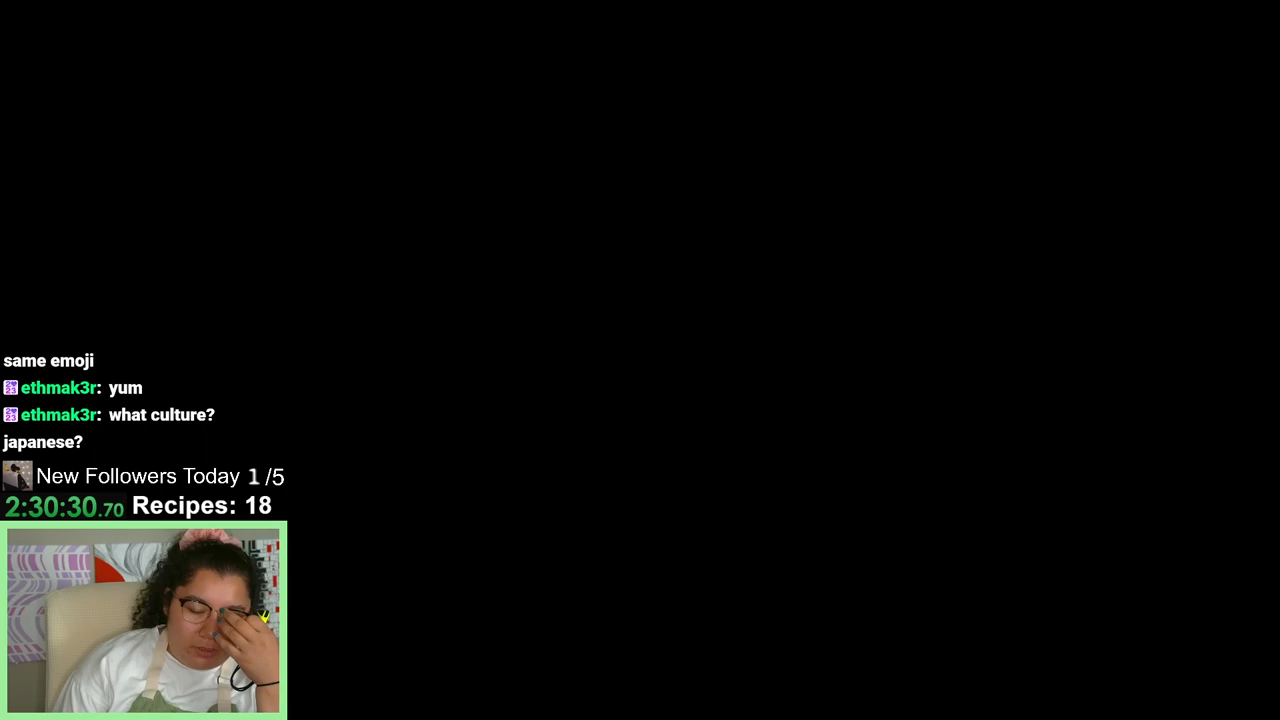 same emoji
ethmak3r: yum
ethmak3r: what culture?
japanese?
New Followers Today 1 /5
2:30:30.70 Recipes: 18